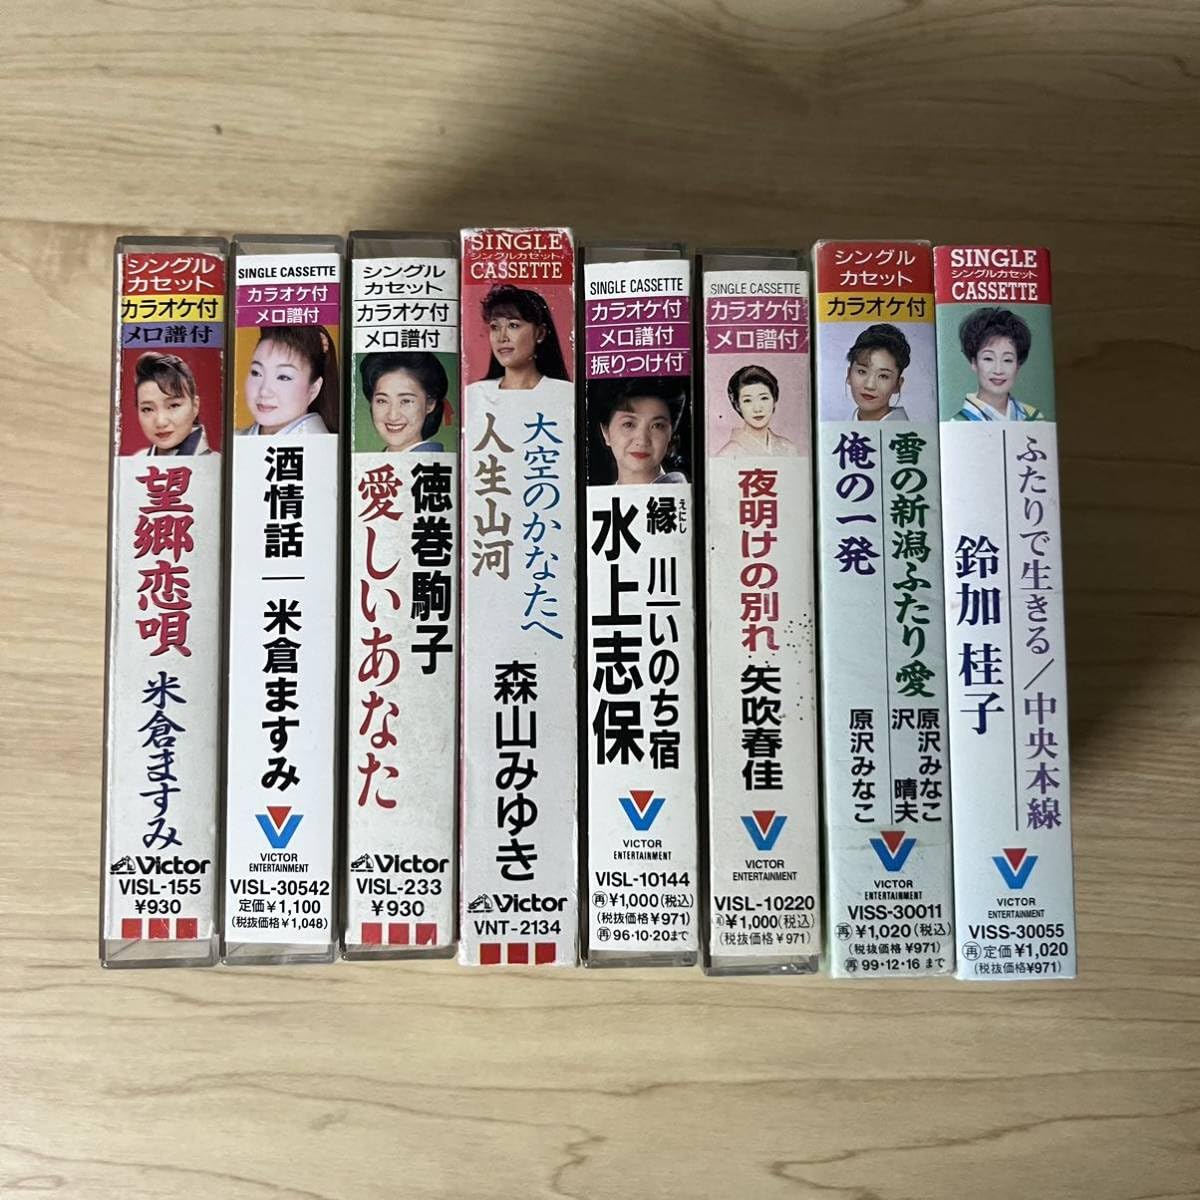 シングル
カセット
カラオケ付
メロ譜付
望郷恋唄
米倉ますみ
Victor
VISL-155
¥930
SINGLE CASSETTE
カラオケ付
メロ譜付
酒情話
米倉ますみ
VICTOR
ENTERTAINMENT
VISL-30542
定価¥1,100
(税抜価格¥1,048)
シングル
カセット
カラオケ付
メロ譜付
徳巻駒子
愛しいあなた
Victor
VISL-233
¥930
SINGLE
シングルカセット
CASSETTE
大空のかなたへ
人生山河
森山みゆき
Victor
VNT-2134
SINGLE CASSETTE
カラオケ付
メロ譜付
振りつけ付
縁 川 いのち宿
えにし
水上志保
VICTOR
ENTERTAINMENT
VISL-10144
再¥1,000(税込)
(税抜価格¥971)
再96・10・20まで
SINGLE CASSETTE
カラオケ付
メロ譜付
夜明けの別れ
矢吹春佳
VICTOR
ENTERTAINMENT
VISL-10220
¥1,000(税込)
(税抜価格¥971)
シングル
カセット
カラオケ付
雪の新潟ふたり愛
原沢みなこ
沢 晴夫
俺の一発
原沢みなこ
VICTOR
ENTERTAINMENT
VISS-30011
再¥1,020(税込)
(税抜価格¥971)
再99・12・16まで
SINGLE
シングルカセット
CASSETTE
ふたりで生きる/中央本線
鈴加 桂子
VICTOR
ENTERTAINMENT
VISS-30055
再定価¥1,020
(税抜価格¥971)